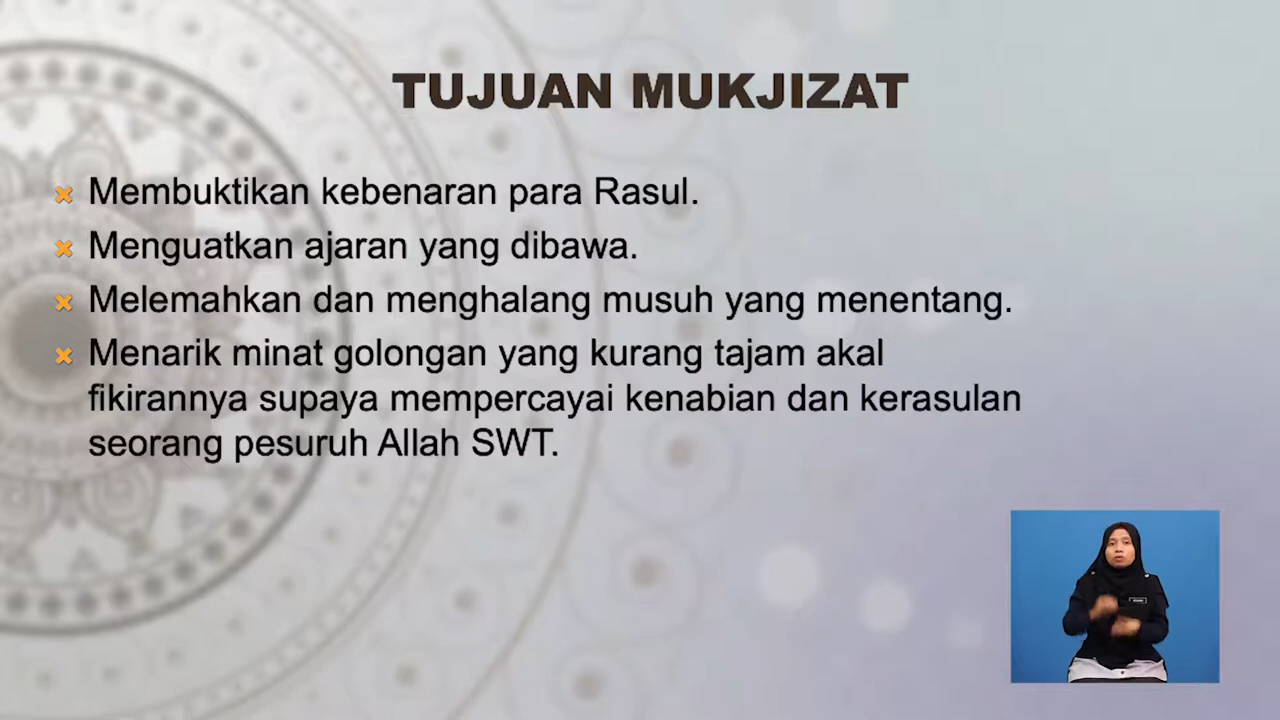 TUJUAN MUKJIZAT
Membuktikan kebenaran para Rasul.
Menguatkan ajaran yang dibawa.
Melemahkan dan menghalang musuh yang menentang.
Menarik minat golongan yang kurang tajam akal
fikirannya supaya mempercayai kenabian dan kerasulan
seorang pesuruh Allah SWT.